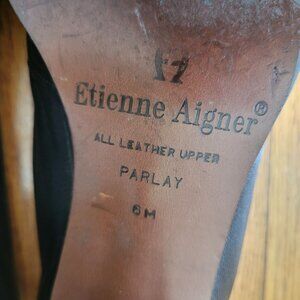 Etienne Aigner®
ALL LEATHER UPPER
PARLAY
6M